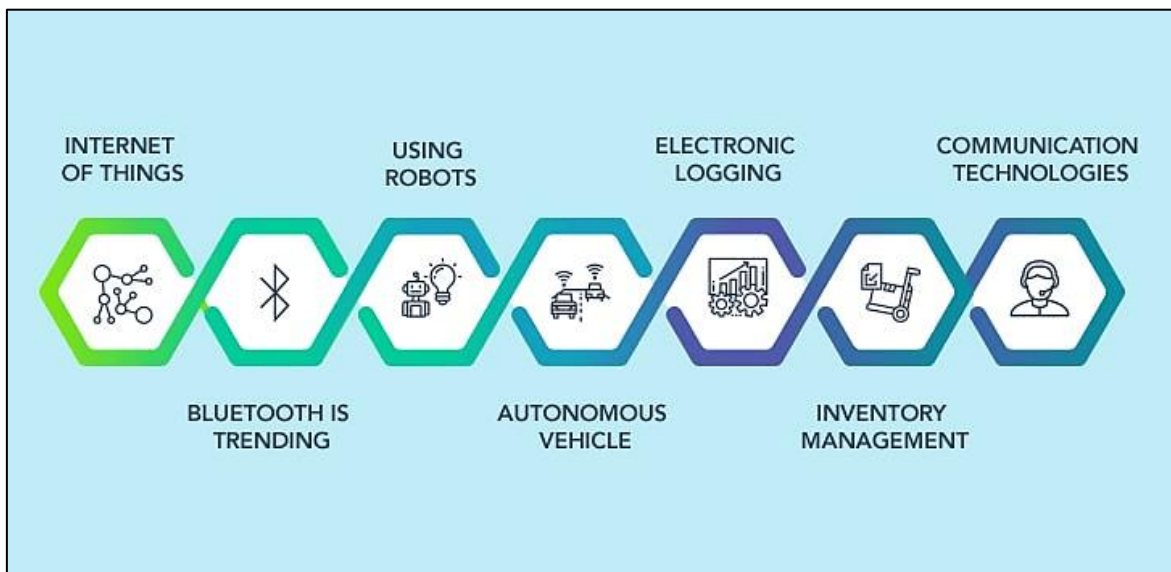 INTERNET
OF THINGS
BLUETOOTH IS
TRENDING
USING
ROBOTS
AUTONOMOUS
VEHICLE
ELECTRONIC
LOGGING
INVENTORY
MANAGEMENT
COMMUNICATION
TECHNOLOGIES